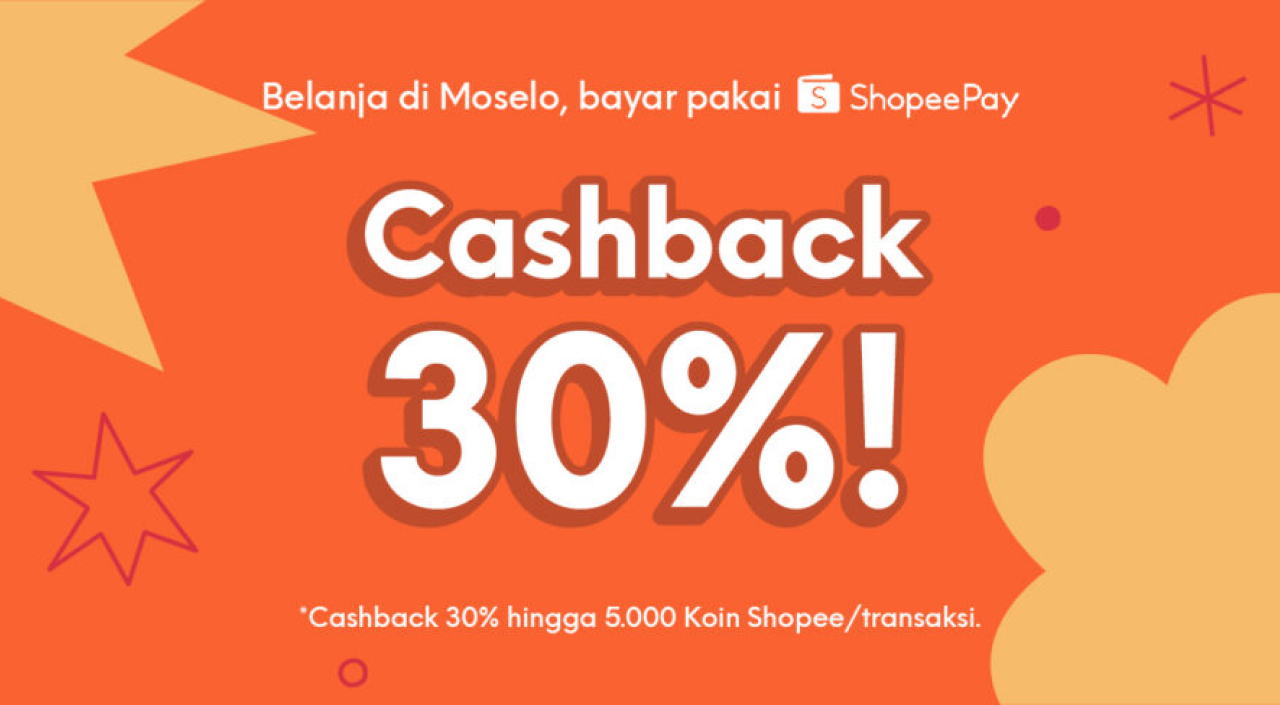 Belanja di Moselo, bayar pakai S ShopeePay
Cashback
30%!
*Cashback 30% hingga 5.000 Koin Shopee/transaksi.